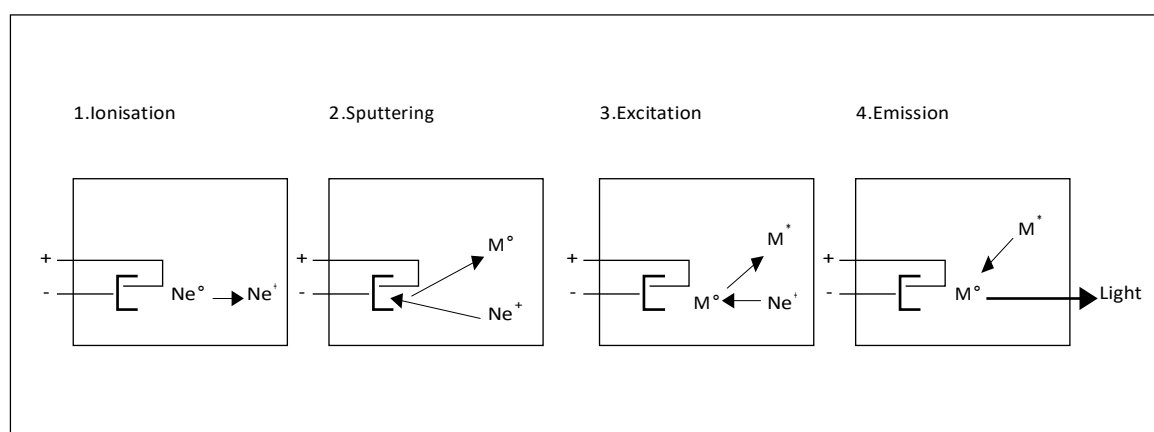 1.Ionisation
2.Sputtering
3.Excitation
4.Emission
+
-
Ne° Ne⁺
+
-
M°
Ne⁺
+
-
M*
M° Ne⁺
+
-
M*
M°
Light